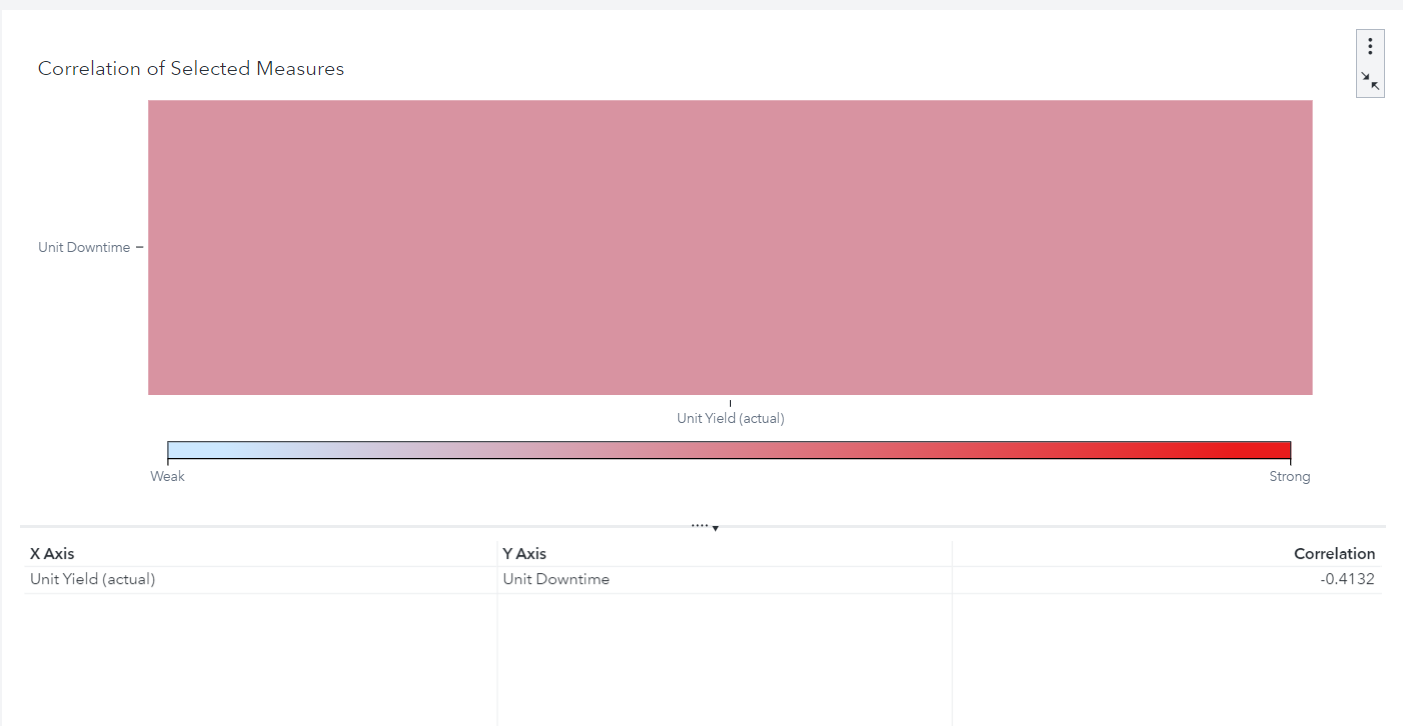 Correlation of Selected Measures
Unit Downtime
Unit Yield (actual)
Weak Strong
X Axis Y Axis Correlation
Unit Yield (actual) Unit Downtime -0.4132